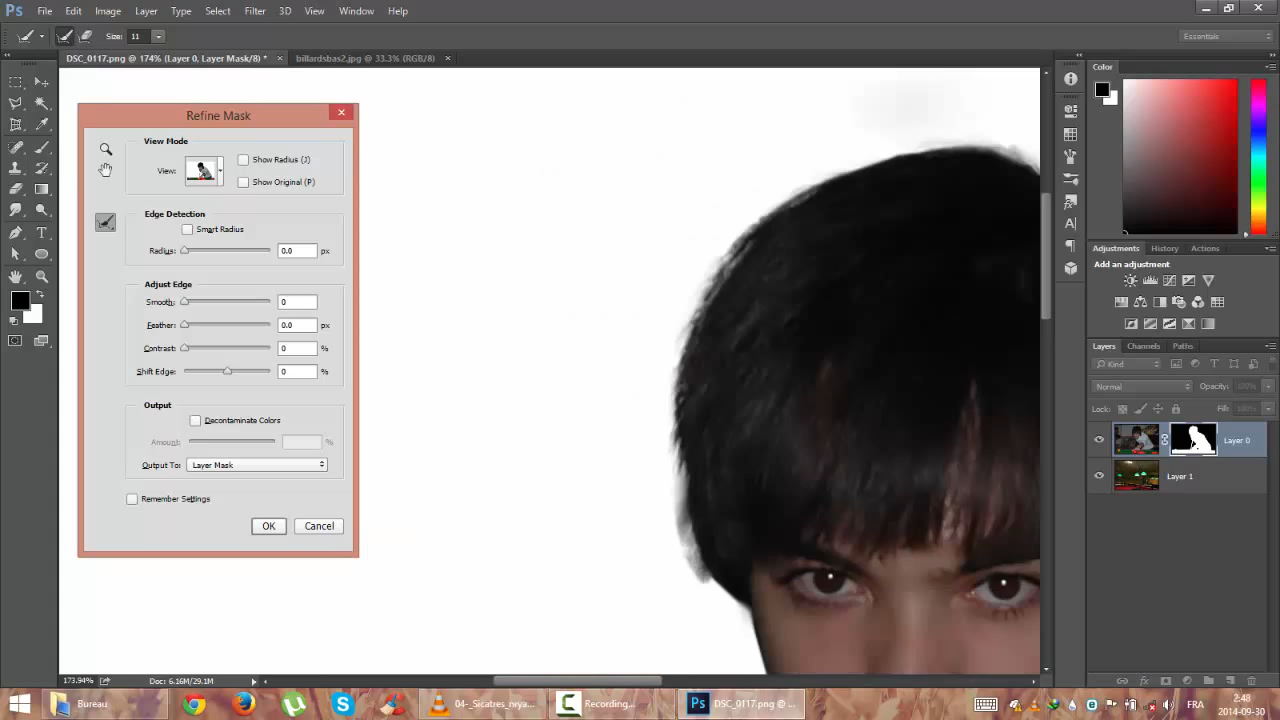 Ps File Edit Image Layer Type Select Filter 3D View Window Help
Size: 11 Essentials
DSC_0117.png @ 174% (Layer 0, Layer Mask/8) * × billardsbas2.jpg @ 33.3% (RGB/8) ×
Refine Mask
View Mode
View:
Show Radius (J)
Show Original (P)
Edge Detection
Smart Radius
Radius: 0.0 px
Adjust Edge
Smooth: 0
Feather: 0.0 px
Contrast: 0 %
Shift Edge: 0 %
Output
Decontaminate Colors
Amount: %
Output To: Layer Mask
Remember Settings
OK Cancel
Color
Adjustments History Actions
Add an adjustment
Layers Channels Paths
Kind
Normal Opacity: 100%
Lock: Fill: 100%
Layer 0
Layer 1
173.94% Doc: 6.16M/29.1M
Bureau 04-_Sicatres_nrya... Recording... Ps DSC_0117.png @ ... FRA 2:48
2014-09-30